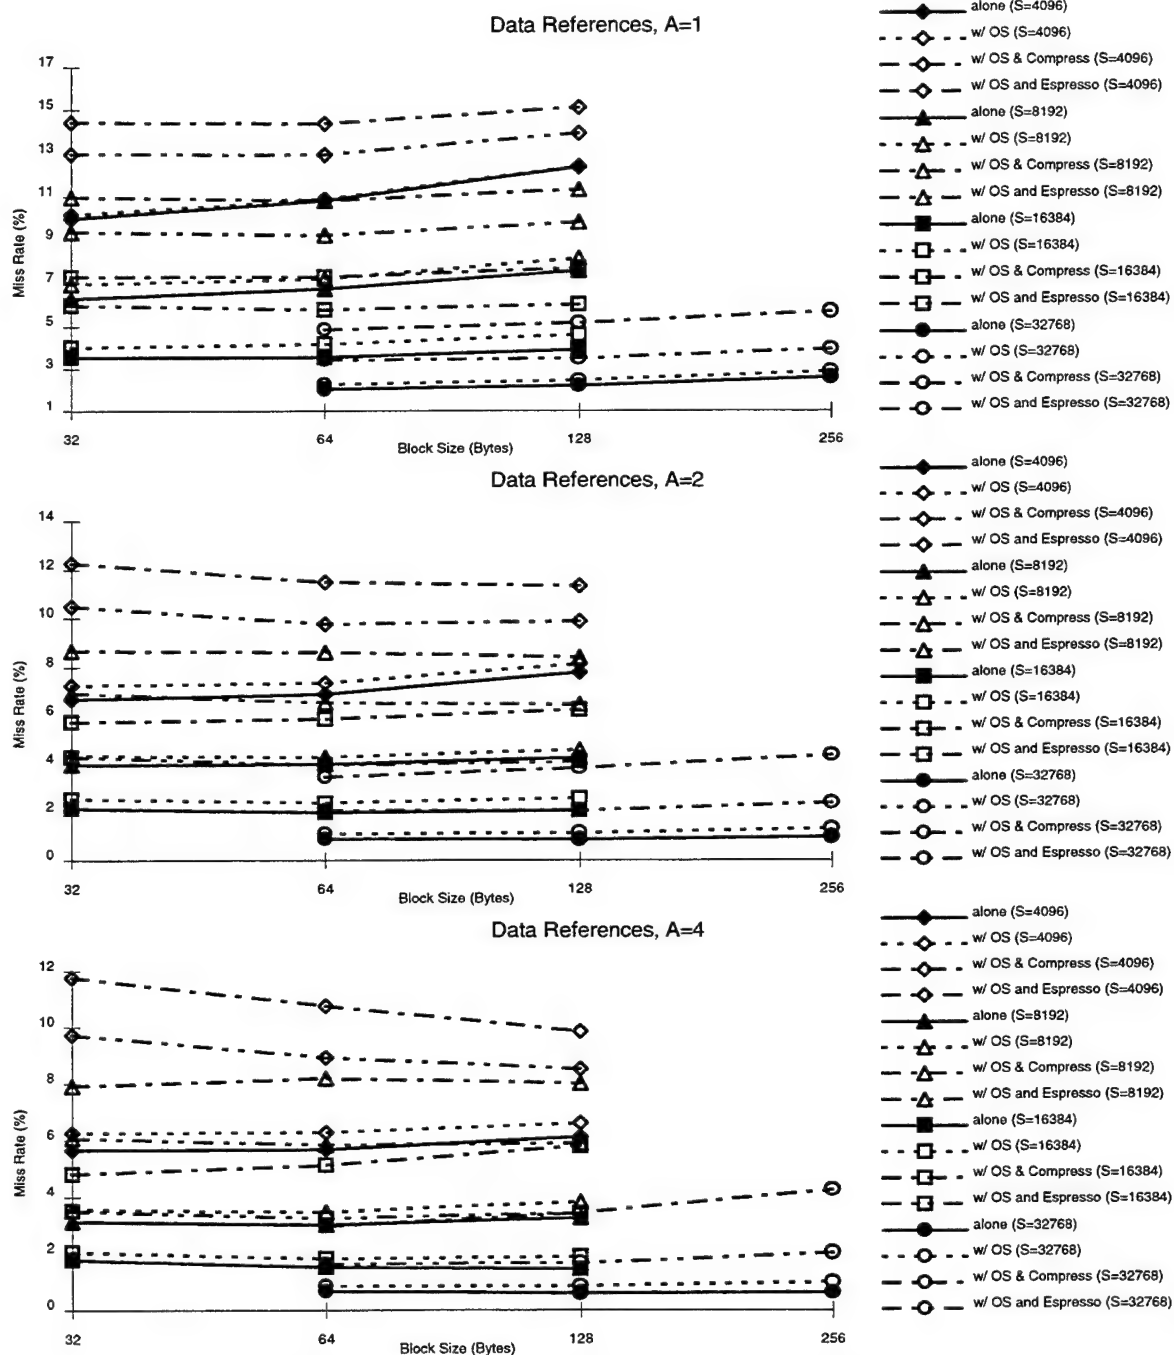 Data References, A=1
17
15
13
11
9
7
5
3
1
Miss Rate (%)
32
64
128
256
Block Size (Bytes)
alone (S=4096)
w/ OS (S=4096)
w/ OS & Compress (S=4096)
w/ OS and Espresso (S=4096)
alone (S=8192)
w/ OS (S=8192)
w/ OS & Compress (S=8192)
w/ OS and Espresso (S=8192)
alone (S=16384)
w/ OS (S=16384)
w/ OS & Compress (S=16384)
w/ OS and Espresso (S=16384)
alone (S=32768)
w/ OS (S=32768)
w/ OS & Compress (S=32768)
w/ OS and Espresso (S=32768)
Data References, A=2
14
12
10
8
6
4
2
0
Miss Rate (%)
32
64
128
256
Block Size (Bytes)
alone (S=4096)
w/ OS (S=4096)
w/ OS & Compress (S=4096)
w/ OS and Espresso (S=4096)
alone (S=8192)
w/ OS (S=8192)
w/ OS & Compress (S=8192)
w/ OS and Espresso (S=8192)
alone (S=16384)
w/ OS (S=16384)
w/ OS & Compress (S=16384)
w/ OS and Espresso (S=16384)
alone (S=32768)
w/ OS (S=32768)
w/ OS & Compress (S=32768)
w/ OS and Espresso (S=32768)
Data References, A=4
12
10
8
6
4
2
0
Miss Rate (%)
32
64
128
256
Block Size (Bytes)
alone (S=4096)
w/ OS (S=4096)
w/ OS & Compress (S=4096)
w/ OS and Espresso (S=4096)
alone (S=8192)
w/ OS (S=8192)
w/ OS & Compress (S=8192)
w/ OS and Espresso (S=8192)
alone (S=16384)
w/ OS (S=16384)
w/ OS & Compress (S=16384)
w/ OS and Espresso (S=16384)
alone (S=32768)
w/ OS (S=32768)
w/ OS & Compress (S=32768)
w/ OS and Espresso (S=32768)